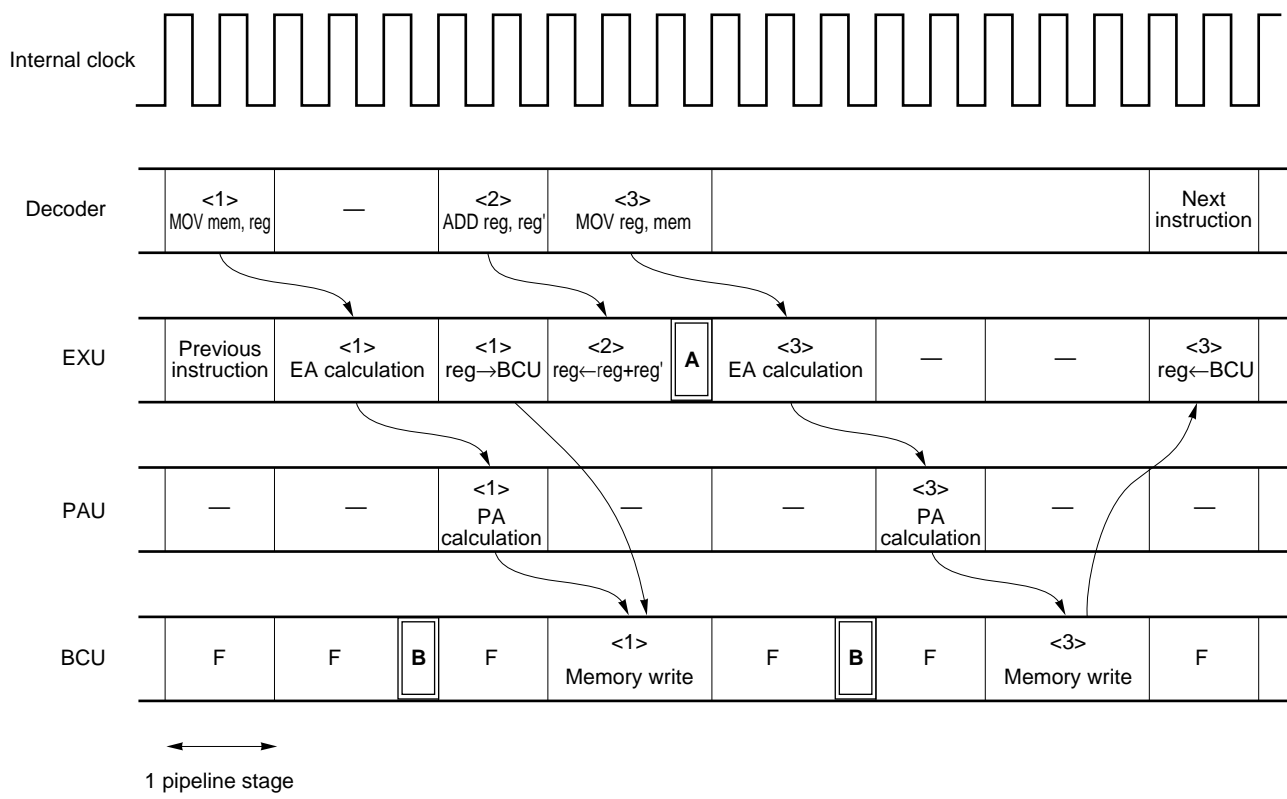 Internal clock
Decoder
<1>
MOV mem, reg
—
<2>
ADD reg, reg'
<3>
MOV reg, mem
Next
instruction
EXU
Previous
instruction
<1>
EA calculation
<1>
reg→BCU
<2>
reg←reg+reg'
A
<3>
EA calculation
—
—
<3>
reg←BCU
PAU
—
—
<1>
PA
calculation
—
—
<3>
PA
calculation
—
—
BCU
F
F
B
F
<1>
Memory write
F
B
F
<3>
Memory write
F
1 pipeline stage